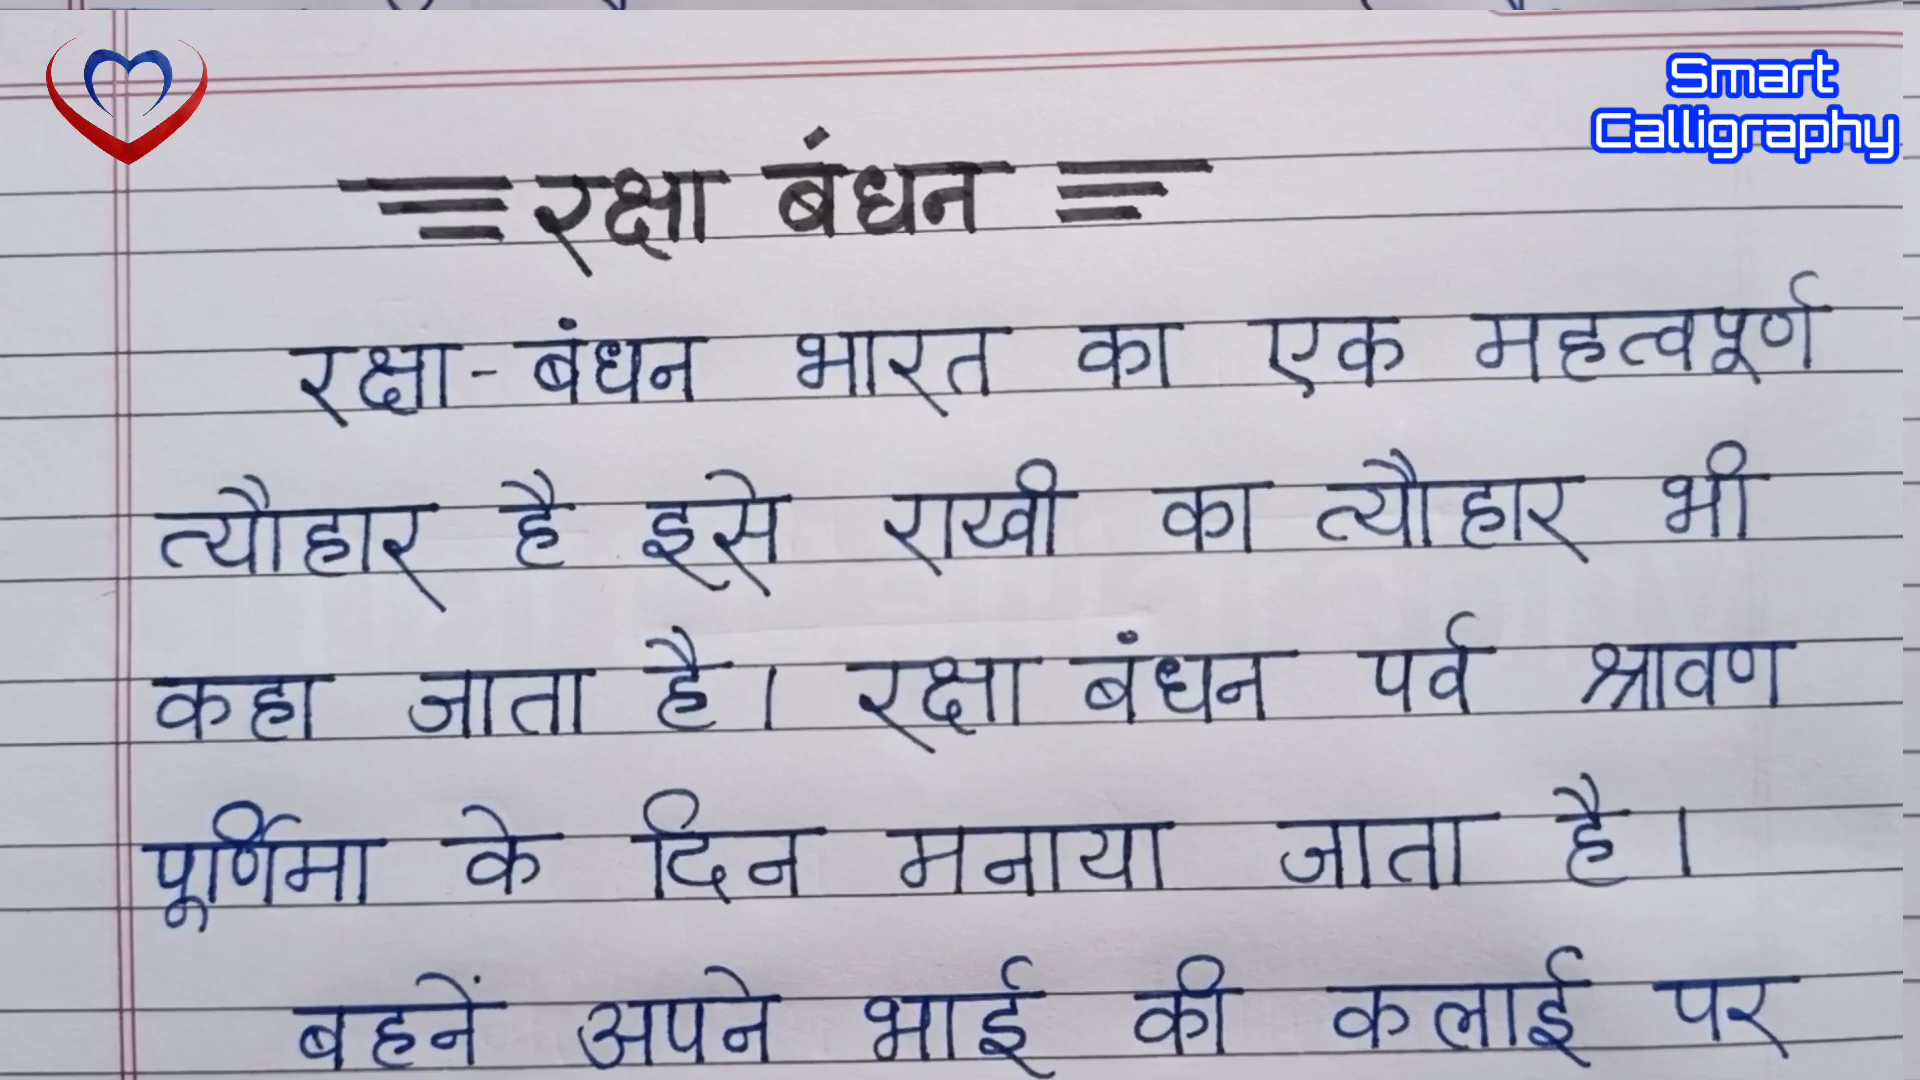 Smart
Calligraphy
रक्षा बंधन
रक्षा-बंधन भारत का एक महत्वपूर्ण
त्यौहार है इसे राखी का त्यौहार भी
कहा जाता है। रक्षा बंधन पर्व श्रावण
पूर्णिमा के दिन मनाया जाता है।
बहनें अपने भाई की कलाई पर